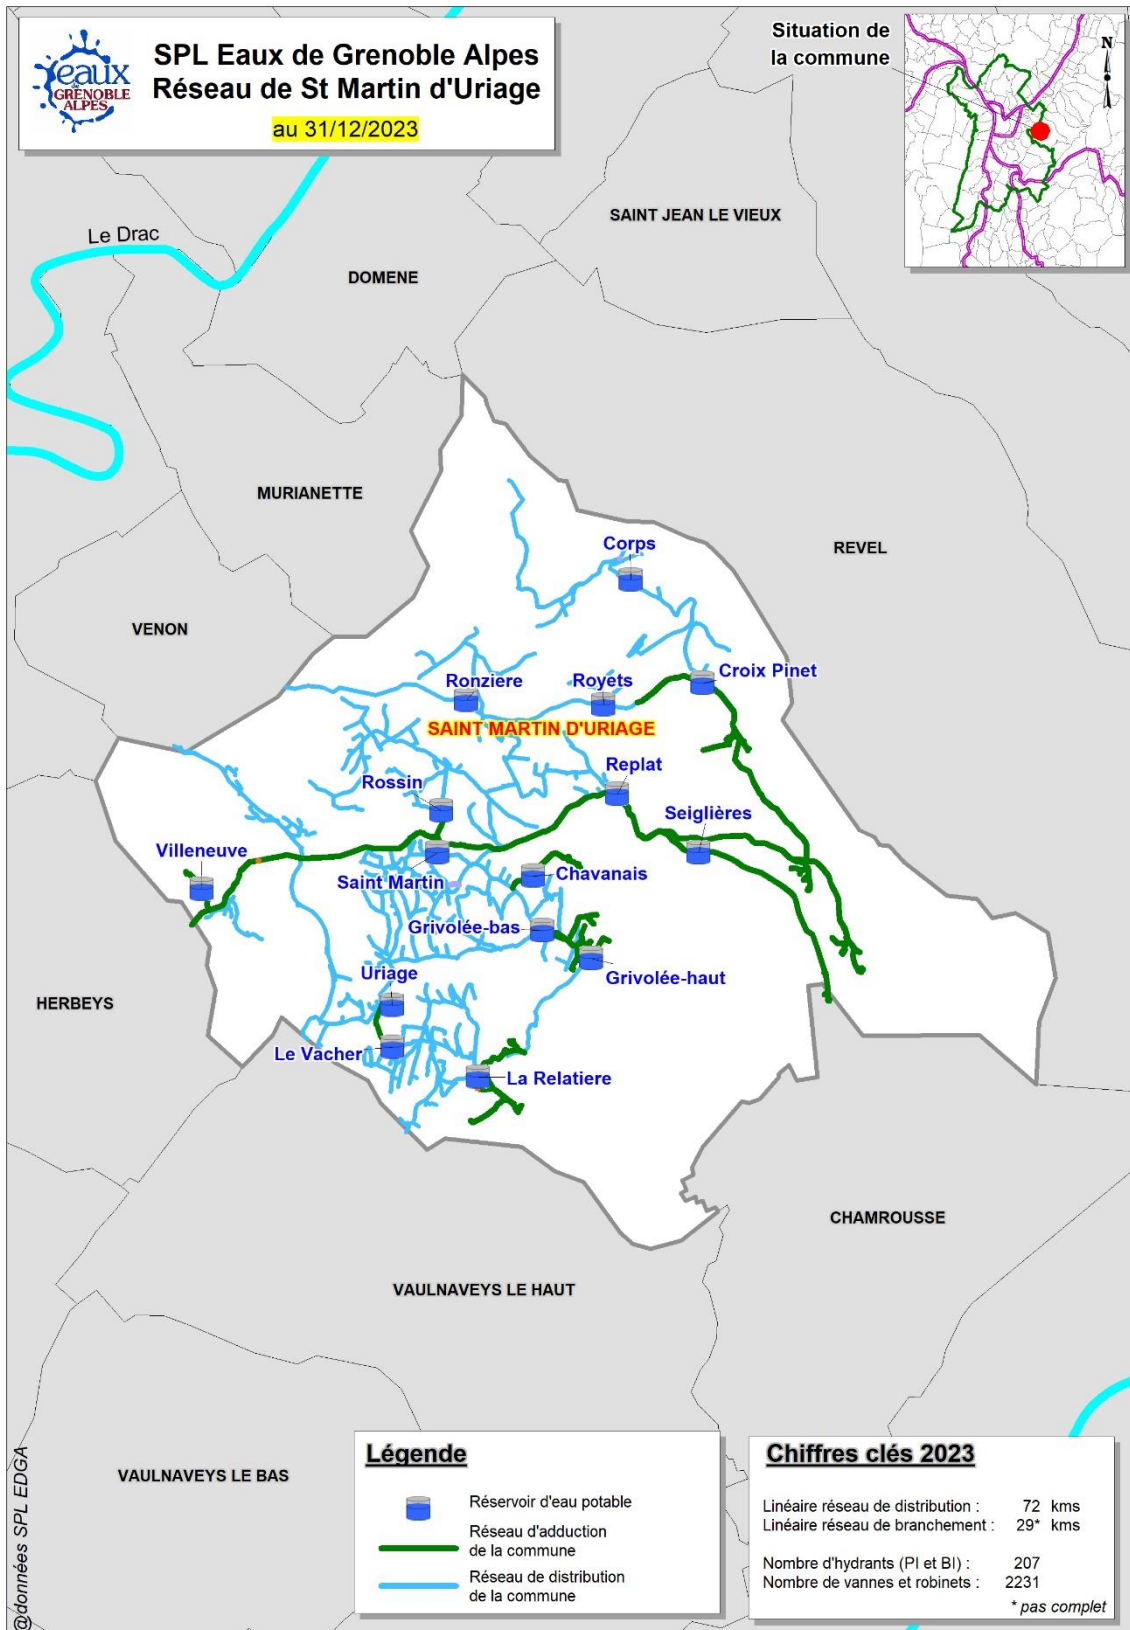 eaux
de
GRENOBLE
ALPES
SPL Eaux de Grenoble Alpes
Réseau de St Martin d'Uriage
au 31/12/2023
Situation de
la commune
N
Le Drac
SAINT JEAN LE VIEUX
DOMENE
MURIANETTE
REVEL
VENON
Corps
Croix Pinet
Ronziere
Royets
SAINT MARTIN D'URIAGE
Replat
Rossin
Seiglières
Villeneuve
Saint Martin
Chavanais
Grivolée-bas
Grivolée-haut
Uriage
HERBEYS
Le Vacher
La Relatiere
CHAMROUSSE
VAULNAVEYS LE HAUT
VAULNAVEYS LE BAS
@données SPL EDGA
Légende
Réservoir d'eau potable
Réseau d'adduction
de la commune
Réseau de distribution
de la commune
Chiffres clés 2023
Linéaire réseau de distribution : 72 kms
Linéaire réseau de branchement : 29* kms
Nombre d'hydrants (PI et BI) : 207
Nombre de vannes et robinets : 2231
* pas complet